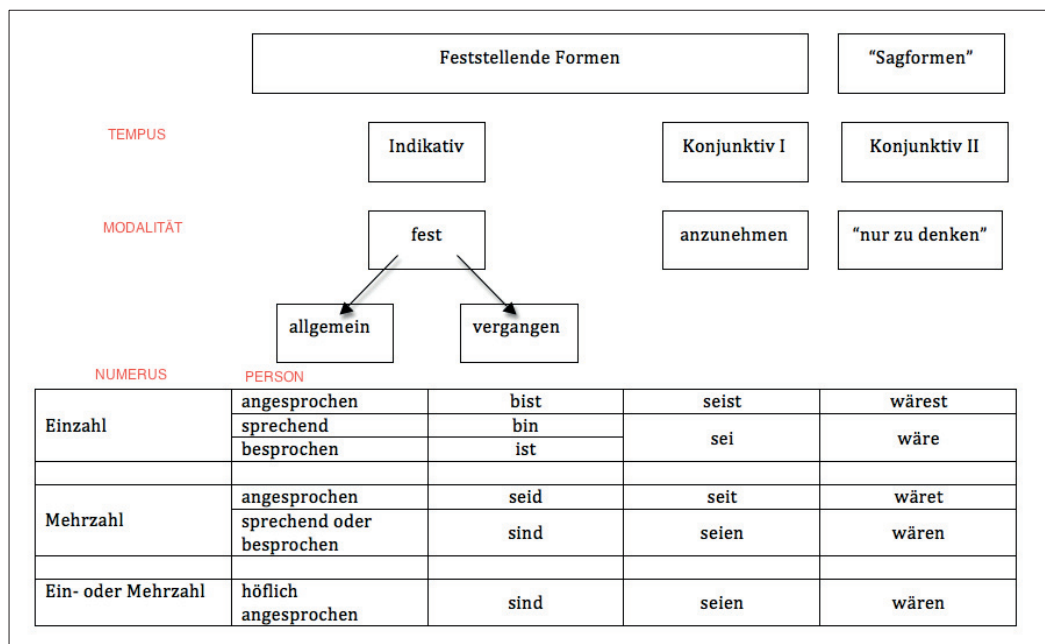 Feststellende Formen “Sagformen”
TEMPUS Indikativ Konjunktiv I Konjunktiv II
MODALITÄT fest anzunehmen “nur zu denken”
allgemein vergangen
NUMERUS PERSON
Einzahl angesprochen bist seist wärest
sprechend bin sei wäre
besprochen ist
Mehrzahl angesprochen seid seit wäret
sprechend oder
besprochen sind seien wären
Ein- oder Mehrzahl höflich
angesprochen sind seien wären